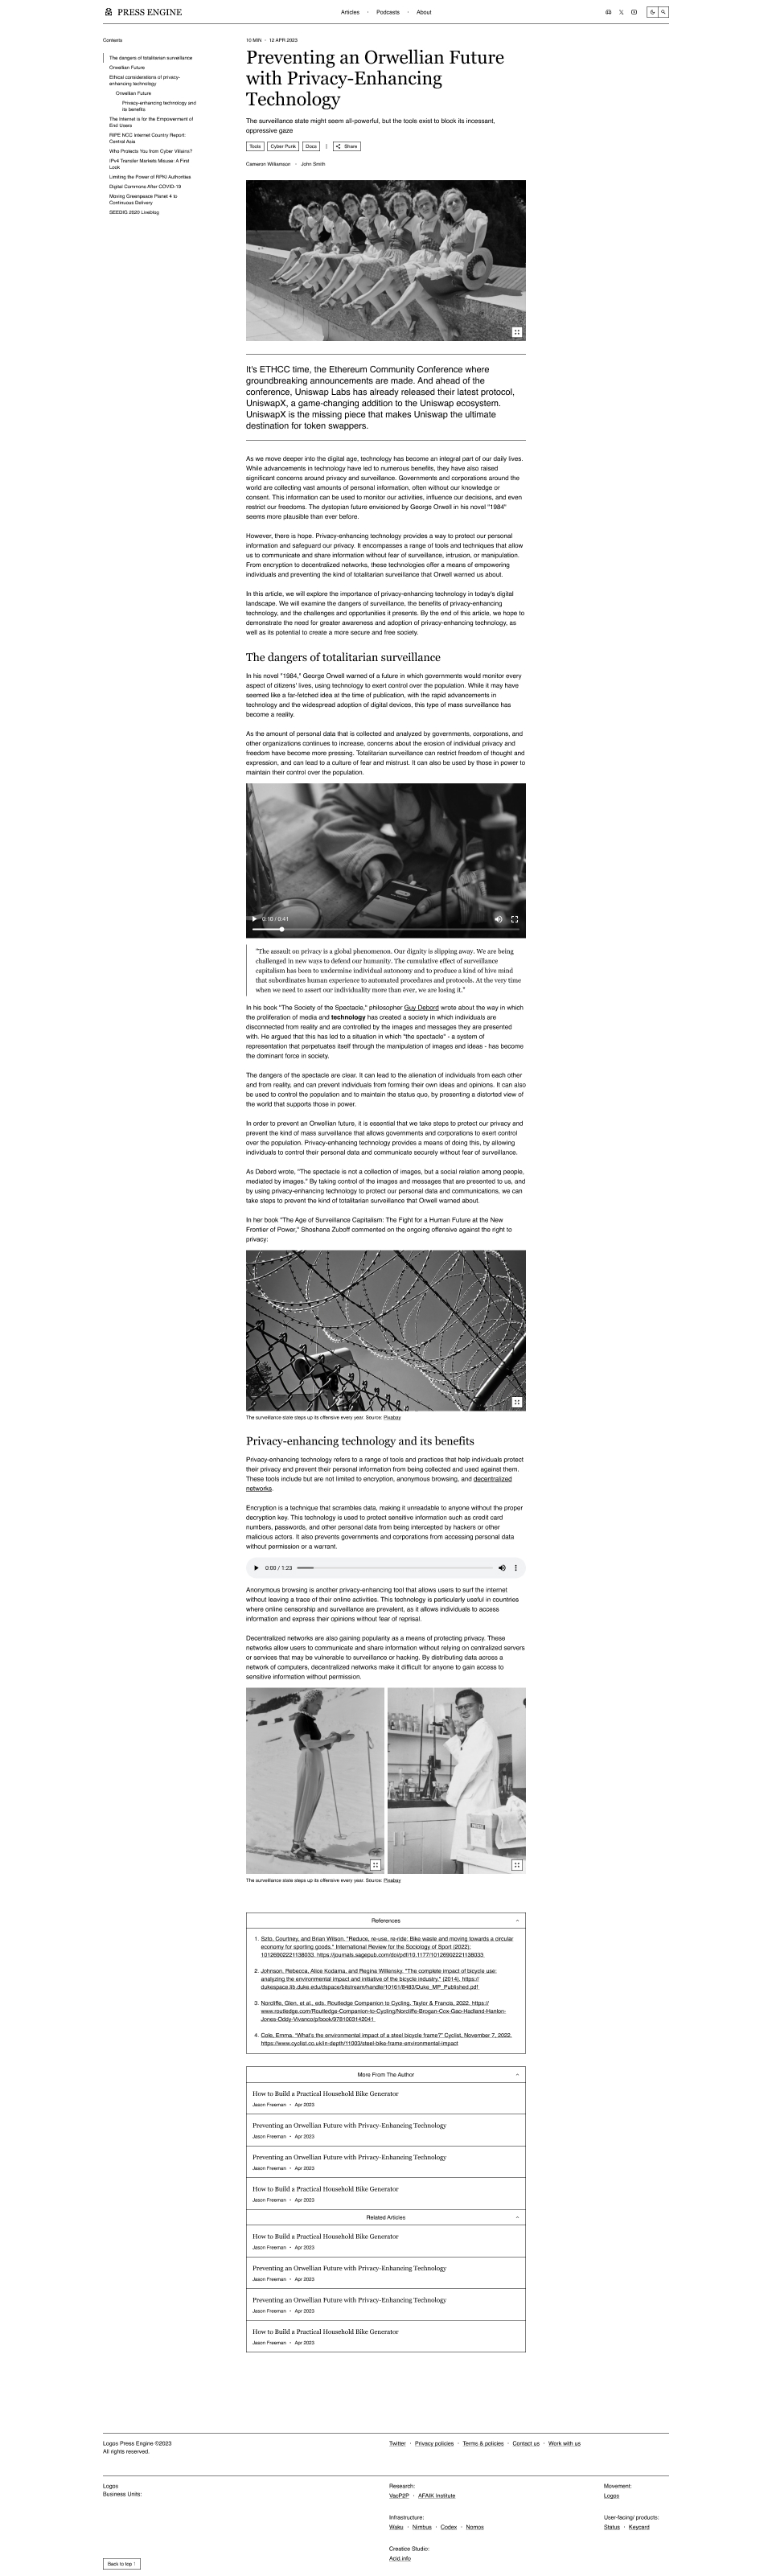 PRESS ENGINE
Articles • Podcasts • About
Contents
The dangers of totalitarian surveillance
Orwellian Future
Ethical considerations of privacy-
enhancing technology
Orwellian Future
Privacy-enhancing technology and
its benefits
The Internet is for the Empowerment of
End Users
RIPE NCC Internet Country Report:
Central Asia
Who Protects You from Cyber Villains?
IPv4 Transfer Markets Misuse: A First
Look
Limiting the Power of RPKI Authorities
Digital Commons After COVID-19
Moving Greenpeace Planet 4 to
Continuous Delivery
SEEDIG 2020 Liveblog
10 MIN • 12 APR 2023
Preventing an Orwellian Future
with Privacy-Enhancing
Technology
The surveillance state might seem all-powerful, but the tools exist to block its incessant,
oppressive gaze
Tools Cyber Punk Docs Share
Cameron Williamson • John Smith
It's ETHCC time, the Ethereum Community Conference where
groundbreaking announcements are made. And ahead of the
conference, Uniswap Labs has already released their latest protocol,
UniswapX, a game-changing addition to the Uniswap ecosystem.
UniswapX is the missing piece that makes Uniswap the ultimate
destination for token swappers.
As we move deeper into the digital age, technology has become an integral part of our daily lives.
While advancements in technology have led to numerous benefits, they have also raised
significant concerns around privacy and surveillance. Governments and corporations around the
world are collecting vast amounts of personal information, often without our knowledge or
consent. This information can be used to monitor our activities, influence our decisions, and even
restrict our freedoms. The dystopian future envisioned by George Orwell in his novel "1984"
seems more plausible than ever before.
However, there is hope. Privacy-enhancing technology provides a way to protect our personal
information and safeguard our privacy. It encompasses a range of tools and techniques that allow
us to communicate and share information without fear of surveillance, intrusion, or manipulation.
From encryption to decentralized networks, these technologies offer a means of empowering
individuals and preventing the kind of totalitarian surveillance that Orwell warned us about.
In this article, we will explore the importance of privacy-enhancing technology in today's digital
landscape. We will examine the dangers of surveillance, the benefits of privacy-enhancing
technology, and the challenges and opportunities it presents. By the end of this article, we hope to
demonstrate the need for greater awareness and adoption of privacy-enhancing technology, as
well as its potential to create a more secure and free society.
The dangers of totalitarian surveillance
In his novel "1984," George Orwell warned of a future in which governments would monitor every
aspect of citizens' lives, using technology to exert control over the population. While it may have
seemed like a far-fetched idea at the time of publication, with the rapid advancements in
technology and the widespread adoption of digital devices, this type of mass surveillance has
become a reality.
As the amount of personal data that is collected and analyzed by governments, corporations, and
other organizations continues to increase, concerns about the erosion of individual privacy and
freedom have become more pressing. Totalitarian surveillance can restrict freedom of thought and
expression, and can lead to a culture of fear and mistrust. It can also be used by those in power to
maintain their control over the population.
0:10 / 0:41
"The assault on privacy is a global phenomenon. Our dignity is slipping away. We are being
challenged in new ways to defend our humanity. The cumulative effect of surveillance
capitalism has been to undermine individual autonomy and to produce a kind of hive mind
that subordinates human experience to automated procedures and protocols. At the very time
when we need to assert our individuality more than ever, we are losing it."
In his book "The Society of the Spectacle," philosopher Guy Debord wrote about the way in which
the proliferation of media and technology has created a society in which individuals are
disconnected from reality and are controlled by the images and messages they are presented
with. He argued that this has led to a situation in which "the spectacle" - a system of
representation that perpetuates itself through the manipulation of images and ideas - has become
the dominant force in society.
The dangers of the spectacle are clear. It can lead to the alienation of individuals from each other
and from reality, and can prevent individuals from forming their own ideas and opinions. It can also
be used to control the population and to maintain the status quo, by presenting a distorted view of
the world that supports those in power.
In order to prevent an Orwellian future, it is essential that we take steps to protect our privacy and
prevent the kind of mass surveillance that allows governments and corporations to exert control
over the population. Privacy-enhancing technology provides a means of doing this, by allowing
individuals to control their personal data and communicate securely without fear of surveillance.
As Debord wrote, "The spectacle is not a collection of images, but a social relation among people,
mediated by images." By taking control of the images and messages that are presented to us, and
by using privacy-enhancing technology to protect our personal data and communications, we can
take steps to prevent the kind of totalitarian surveillance that Orwell warned about.
In her book "The Age of Surveillance Capitalism: The Fight for a Human Future at the New
Frontier of Power," Shoshana Zuboff commented on the ongoing offensive against the right to
privacy:
The surveillance state steps up its offensive every year. Source: Pixabay
Privacy-enhancing technology and its benefits
Privacy-enhancing technology refers to a range of tools and practices that help individuals protect
their privacy and prevent their personal information from being collected and used against them.
These tools include but are not limited to encryption, anonymous browsing, and decentralized
networks.
Encryption is a technique that scrambles data, making it unreadable to anyone without the proper
decryption key. This technology is used to protect sensitive information such as credit card
numbers, passwords, and other personal data from being intercepted by hackers or other
malicious actors. It also prevents governments and corporations from accessing personal data
without permission or a warrant.
0:00 / 1:23
Anonymous browsing is another privacy-enhancing tool that allows users to surf the internet
without leaving a trace of their online activities. This technology is particularly useful in countries
where online censorship and surveillance are prevalent, as it allows individuals to access
information and express their opinions without fear of reprisal.
Decentralized networks are also gaining popularity as a means of protecting privacy. These
networks allow users to communicate and share information without relying on centralized servers
or services that may be vulnerable to surveillance or hacking. By distributing data across a
network of computers, decentralized networks make it difficult for anyone to gain access to
sensitive information without permission.
The surveillance state steps up its offensive every year. Source: Pixabay
References
1. Szto, Courtney, and Brian Wilson. "Reduce, re-use, re-ride: Bike waste and moving towards a circular
economy for sporting goods." International Review for the Sociology of Sport (2022):
10126902221138033. https://journals.sagepub.com/doi/pdf/10.1177/10126902221138033
2. Johnson, Rebecca, Alice Kodama, and Regina Willensky. "The complete impact of bicycle use:
analyzing the environmental impact and initiative of the bicycle industry." (2014). https://
dukespace.lib.duke.edu/dspace/bitstream/handle/10161/8483/Duke_MP_Published.pdf
3. Norcliffe, Glen, et al., eds. Routledge Companion to Cycling. Taylor & Francis, 2022. https://
www.routledge.com/Routledge-Companion-to-Cycling/Norcliffe-Brogan-Cox-Gao-Hadland-Hanlon-
Jones-Oddy-Vivanco/p/book/9781003142041
4. Cole, Emma. "What's the environmental impact of a steel bicycle frame?" Cyclist, November 7, 2022.
https://www.cyclist.co.uk/in-depth/11003/steel-bike-frame-environmental-impact
More From The Author
How to Build a Practical Household Bike Generator
Jason Freeman • Apr 2023
Preventing an Orwellian Future with Privacy-Enhancing Technology
Jason Freeman • Apr 2023
Preventing an Orwellian Future with Privacy-Enhancing Technology
Jason Freeman • Apr 2023
How to Build a Practical Household Bike Generator
Jason Freeman • Apr 2023
Related Articles
How to Build a Practical Household Bike Generator
Jason Freeman • Apr 2023
Preventing an Orwellian Future with Privacy-Enhancing Technology
Jason Freeman • Apr 2023
Preventing an Orwellian Future with Privacy-Enhancing Technology
Jason Freeman • Apr 2023
How to Build a Practical Household Bike Generator
Jason Freeman • Apr 2023
Logos Press Engine ©2023
All rights reserved.
Twitter • Privacy policies • Terms & policies • Contact us • Work with us
Logos
Business Units:
Research:
VacP2P • AFAIK Institute
Movement:
Logos
Infrastructure:
Waku • Nimbus • Codex • Nomos
User-facing/ products:
Status • Keycard
Creatice Studio:
Acid.info
Back to top ↑